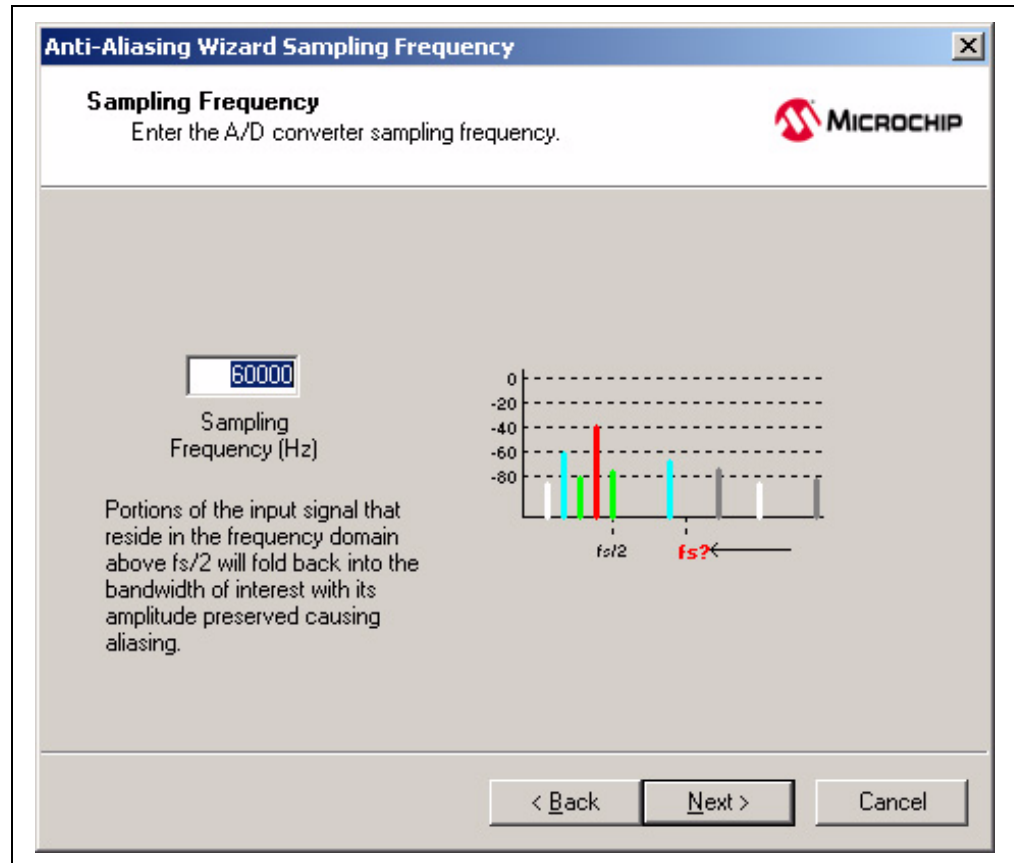 Anti-Aliasing Wizard Sampling Frequency
Sampling Frequency
Enter the A/D converter sampling frequency.
MICROCHIP
60000
Sampling
Frequency (Hz)
Portions of the input signal that
reside in the frequency domain
above fs/2 will fold back into the
bandwidth of interest with its
amplitude preserved causing
aliasing.
0
-20
-40
-60
-80
fs/2
fs?
< Back
Next >
Cancel